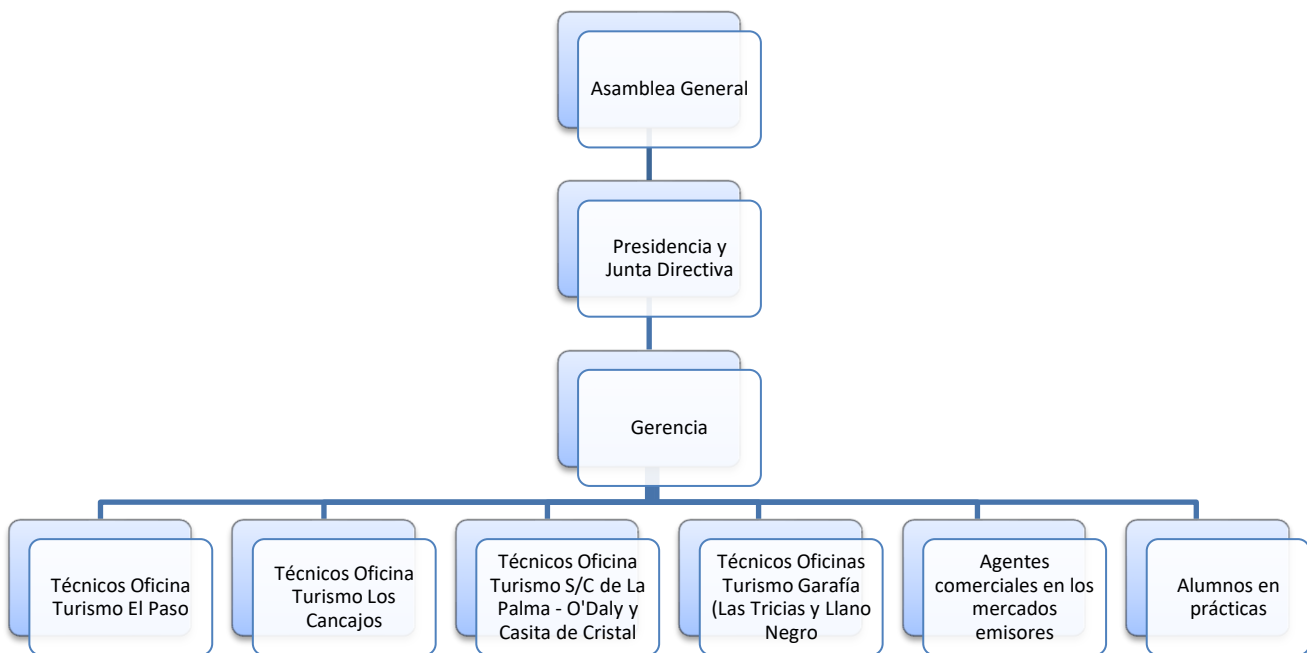 Asamblea General
Presidencia y
Junta Directiva
Gerencia
Técnicos Oficina
Turismo El Paso
Técnicos Oficina
Turismo Los
Cancajos
Técnicos Oficina
Turismo S/C de La
Palma - O'Daly y
Casita de Cristal
Técnicos Oficinas
Turismo Garafía
(Las Tricias y Llano
Negro
Agentes
comerciales en los
mercados
emisores
Alumnos en
prácticas